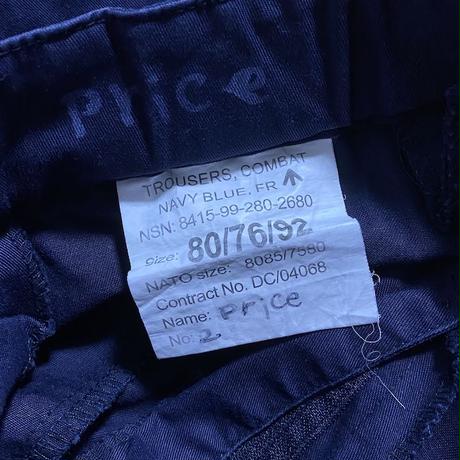 Price
TROUSERS, COMBAT
NAVY BLUE, FR ↑
NSN: 8415-99-280-2680
Size: 80/76/92
NATO size: 8085/7580
Contract No. DC/04068
Name: Price
No: 2